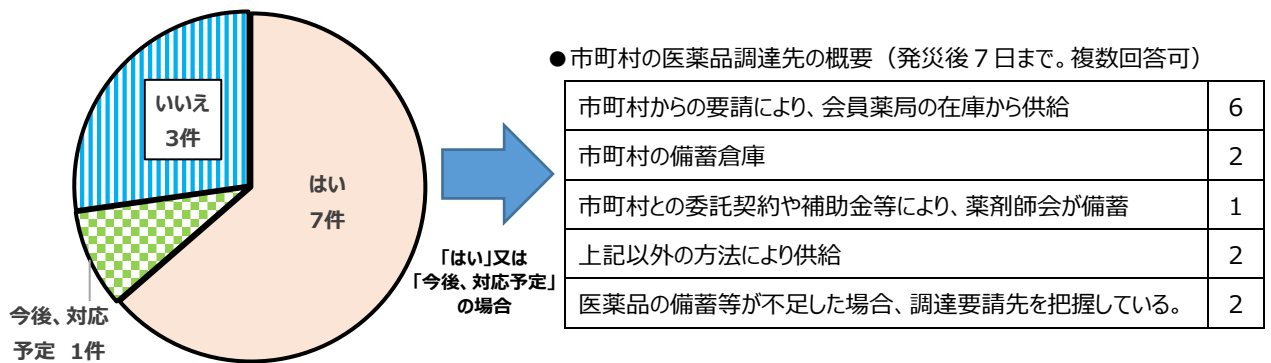 いいえ
3件
はい
7件
今後、対応
予定 1件
「はい」又は
「今後、対応予定」
の場合
●市町村の医薬品調達先の概要（発災後７日まで。複数回答可）
市町村からの要請により、会員薬局の在庫から供給 6
市町村の備蓄倉庫 2
市町村との委託契約や補助金等により、薬剤師会が備蓄 1
上記以外の方法により供給 2
医薬品の備蓄等が不足した場合、調達要請先を把握している。 2